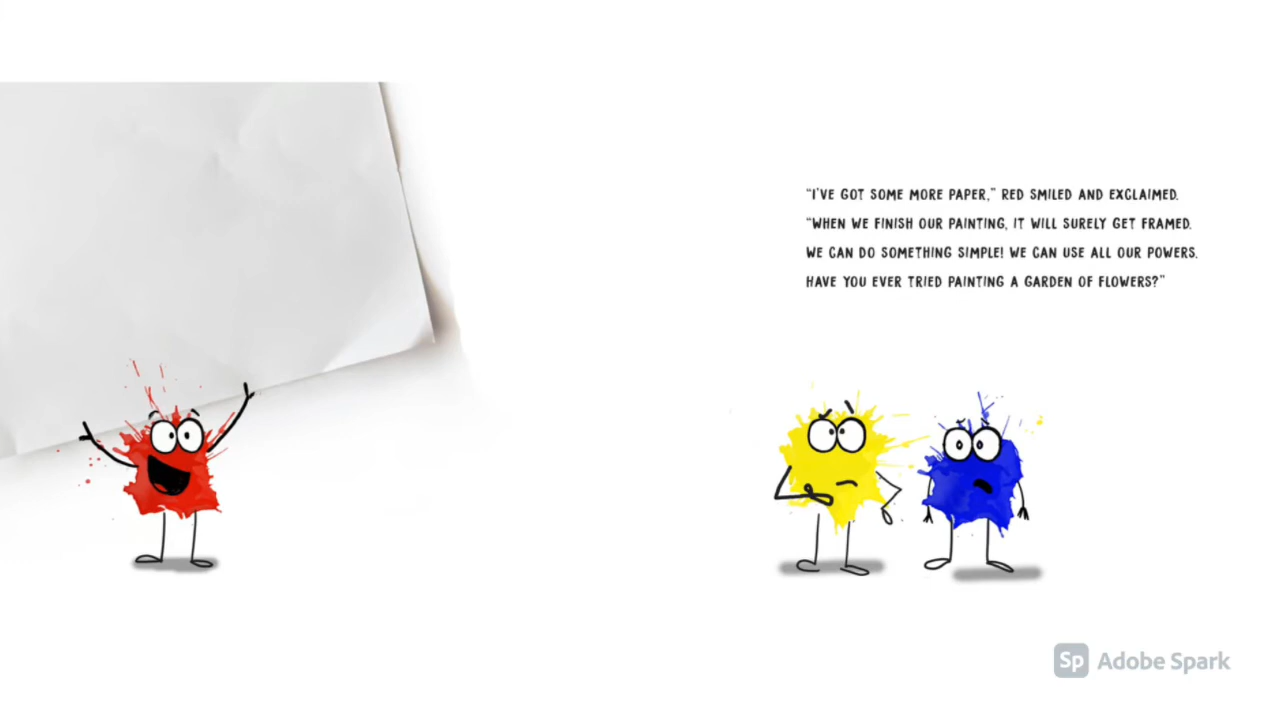 “I’VE GOT SOME MORE PAPER,” RED SMILED AND EXCLAIMED.
“WHEN WE FINISH OUR PAINTING, IT WILL SURELY GET FRAMED.
WE CAN DO SOMETHING SIMPLE! WE CAN USE ALL OUR POWERS.
HAVE YOU EVER TRIED PAINTING A GARDEN OF FLOWERS?”
Sp Adobe Spark